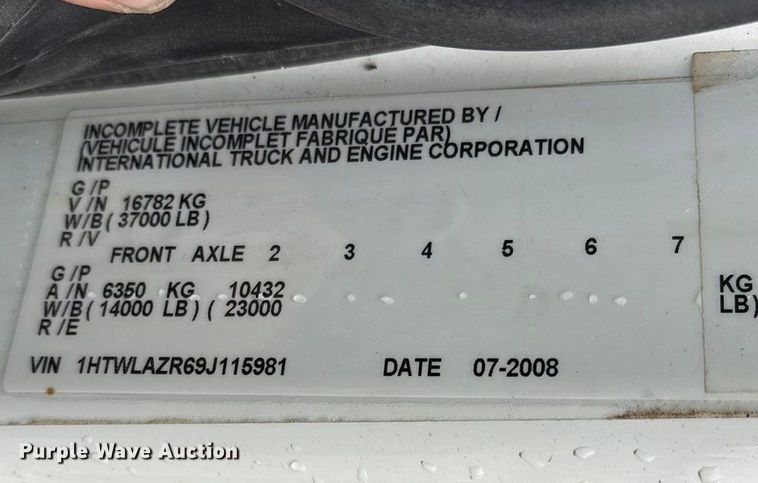 INCOMPLETE VEHICLE MANUFACTURED BY /
(VEHICULE INCOMPLET FABRIQUE PAR)
INTERNATIONAL TRUCK AND ENGINE CORPORATION
G /P
V /N 16782 KG
W/B( 37000 LB)
R /V
FRONT AXLE 2 3 4 5 6 7
G /P
A /N 6350 KG 10432 KG
W/B( 14000 LB) ( 23000 LB)
R /E
VIN 1HTWLAZR69J115981 DATE 07-2008
Purple Wave Auction